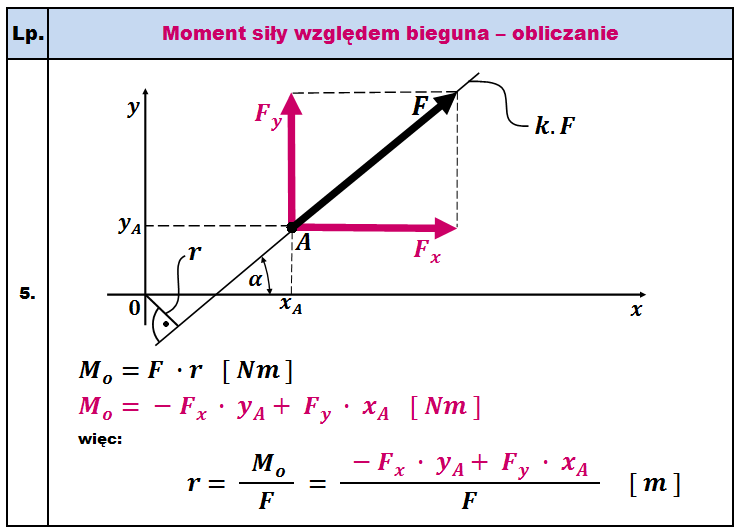 Lp.
Moment siły względem bieguna – obliczanie
5.
y
F_y
F
k.F
y_A
A
F_x
r
α
0
x_A
x
M_o = F · r [ Nm ]
M_o = − F_x · y_A + F_y · x_A [ Nm ]
więc:
r = M_o / F = − F_x · y_A + F_y · x_A / F [ m ]